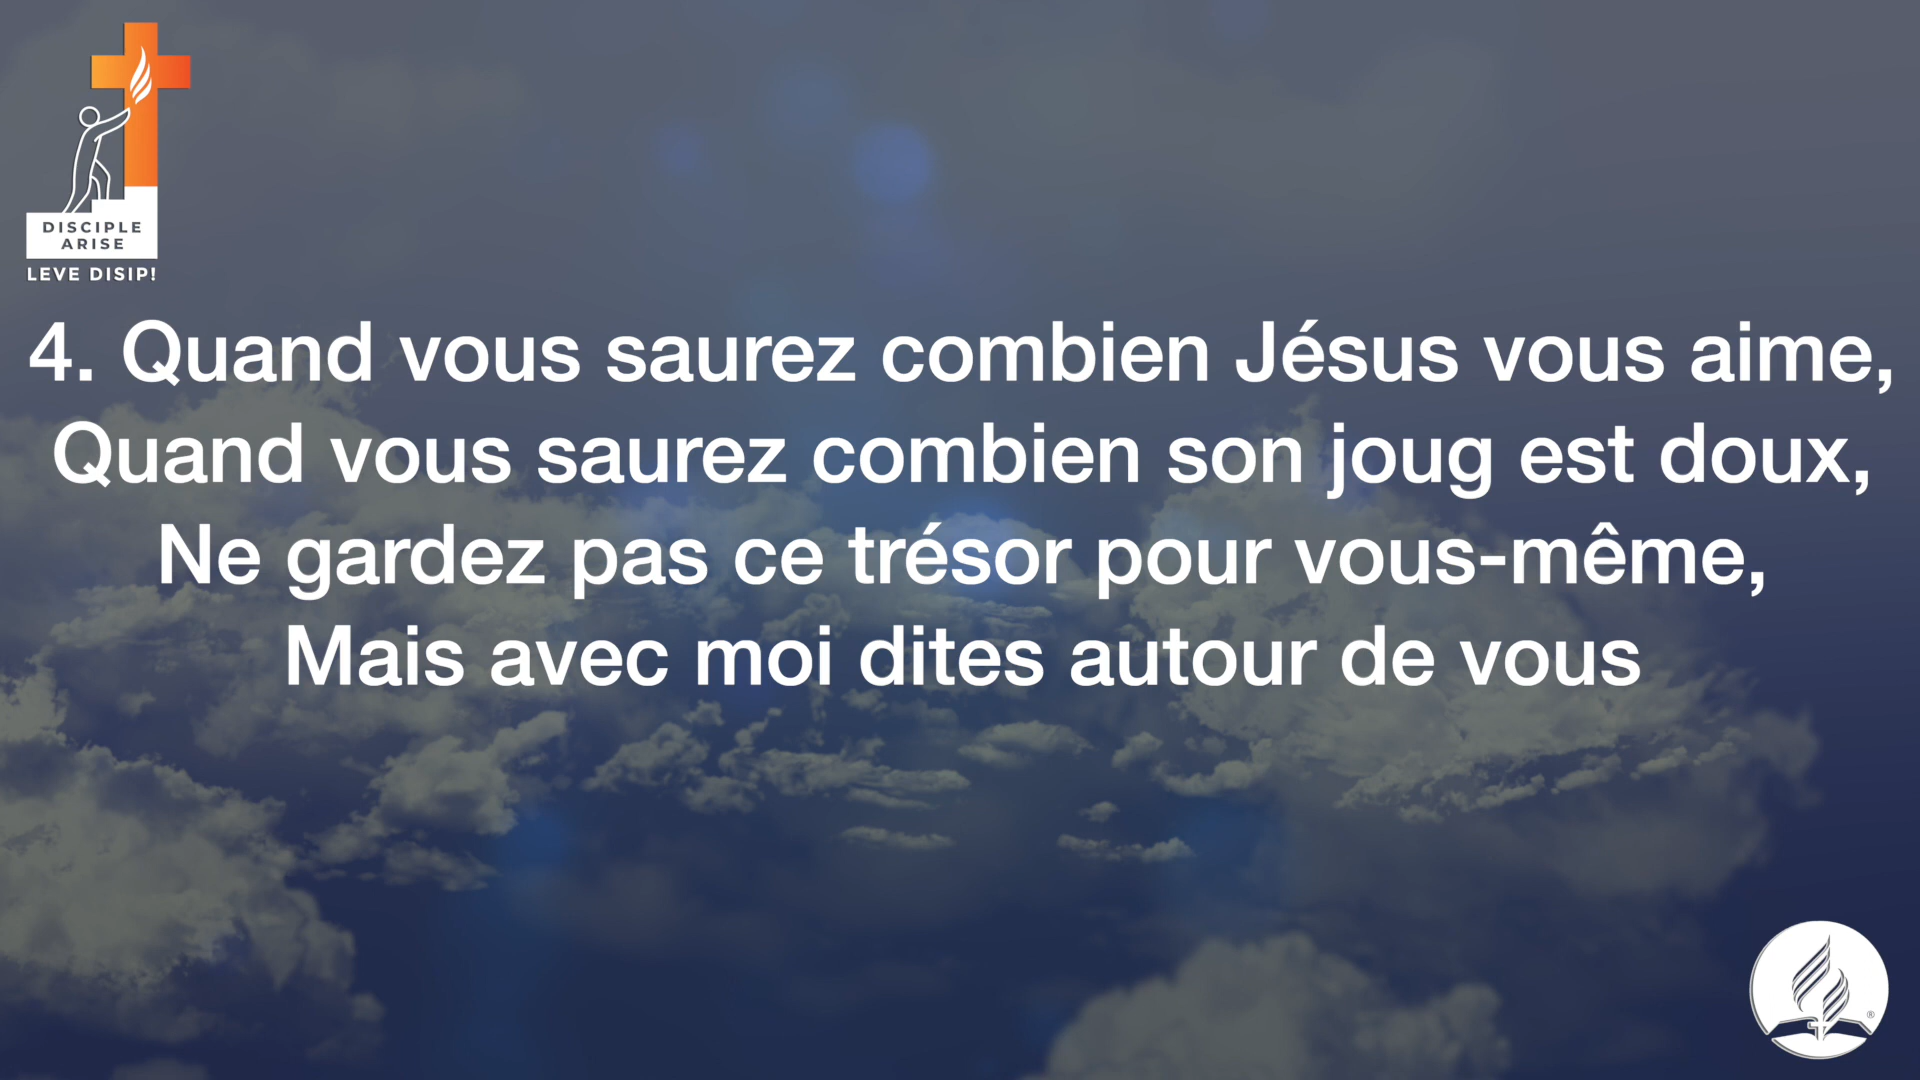 DISCIPLE
ARISE
LEVE DISIP!
4. Quand vous saurez combien Jésus vous aime,
Quand vous saurez combien son joug est doux,
Ne gardez pas ce trésor pour vous-même,
Mais avec moi dites autour de vous
®